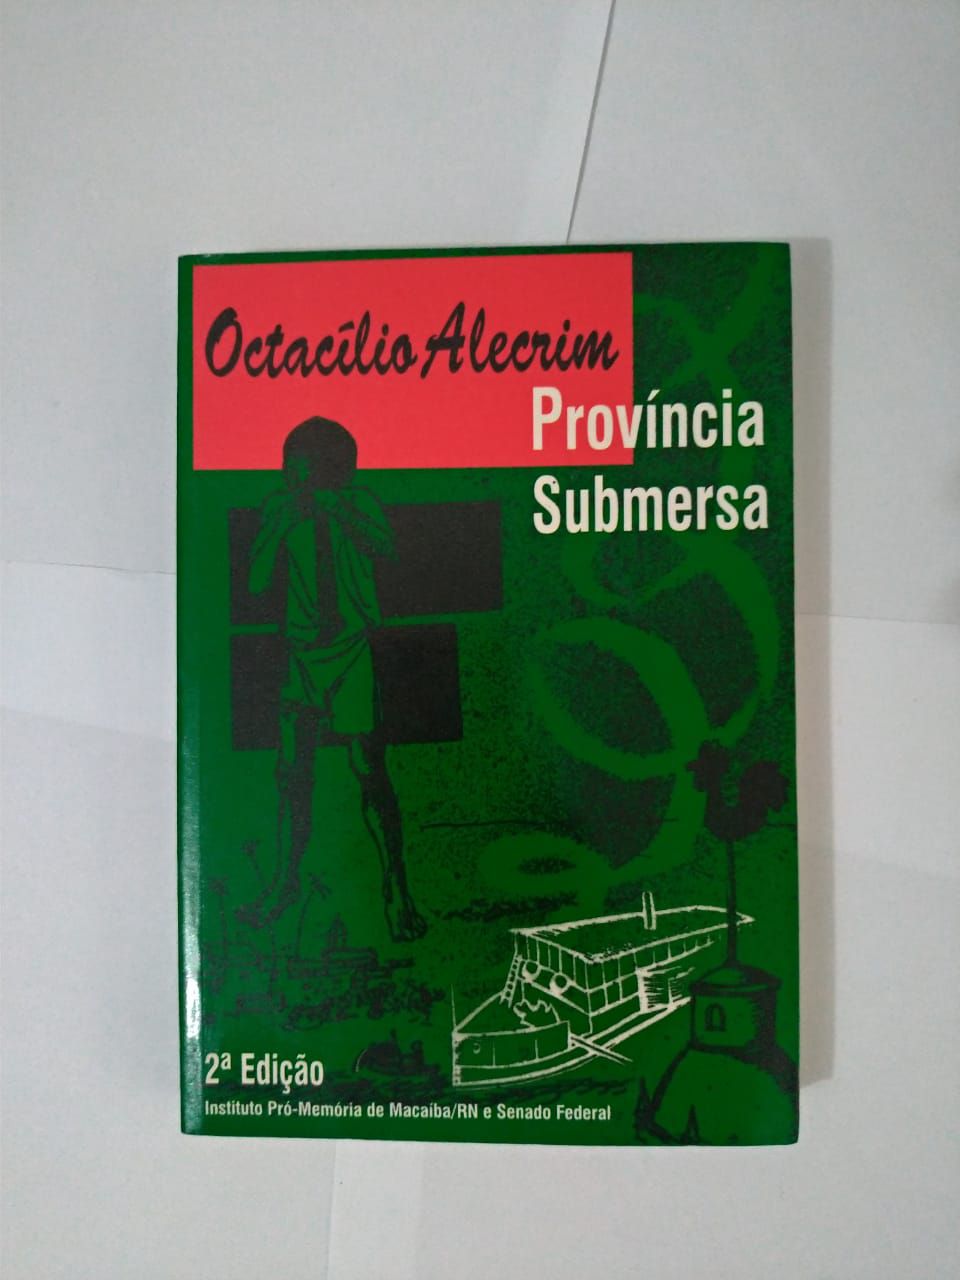 Octacílio Alecrim
Província
Submersa
2ª Edição
Instituto Pró-Memória de Macaíba/RN e Senado Federal